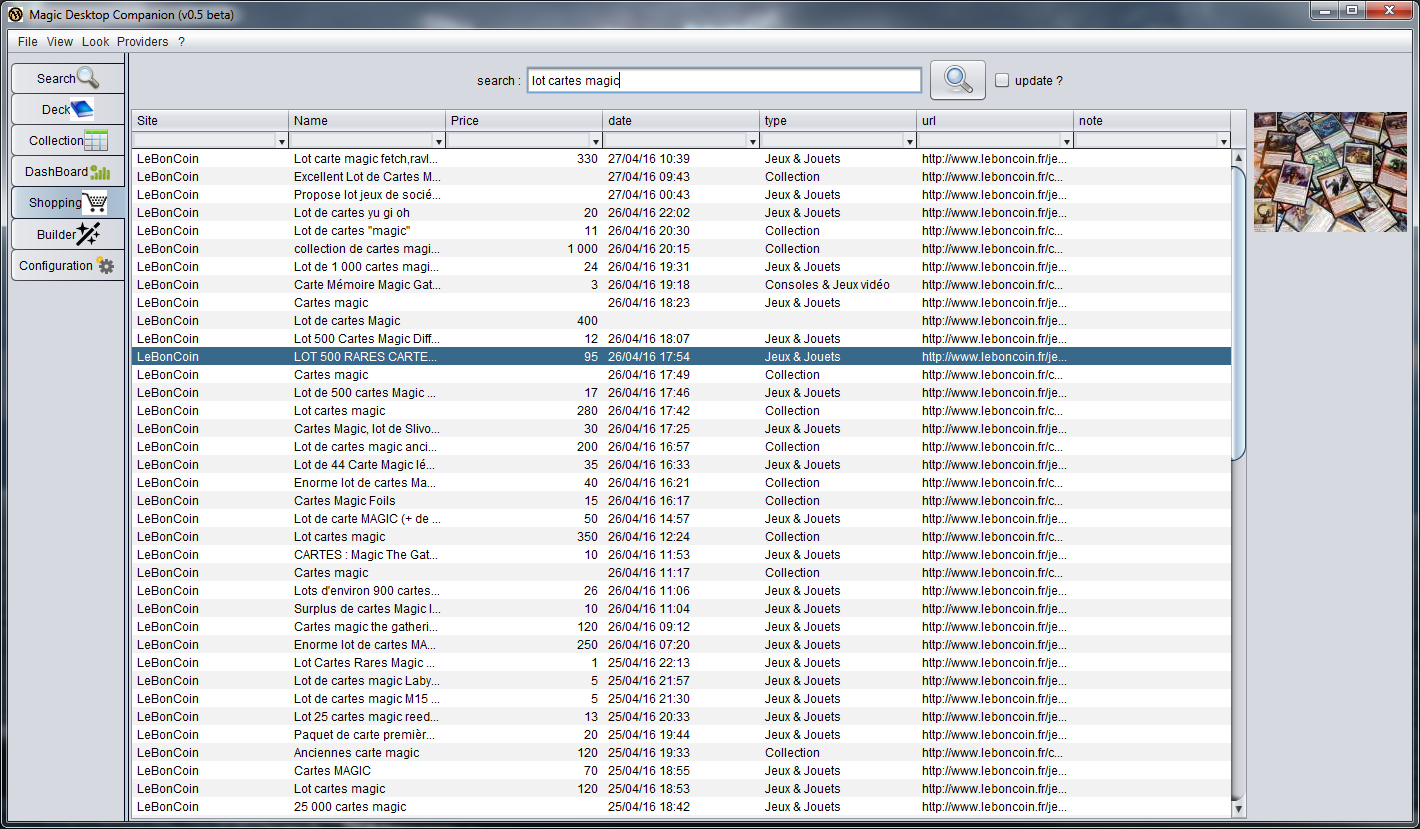 Magic Desktop Companion (v0.5 beta)
File View Look Providers ?
Search
Deck
Collection
DashBoard
Shopping
Builder
Configuration
search : lot cartes magic update ?
Site Name Price date type url note
LeBonCoin Lot carte magic fetch,ravl... 330 27/04/16 10:39 Jeux & Jouets http://www.leboncoin.fr/je...
LeBonCoin Excellent Lot de Cartes M... 27/04/16 09:43 Collection http://www.leboncoin.fr/c...
LeBonCoin Propose lot jeux de socié... 27/04/16 00:43 Jeux & Jouets http://www.leboncoin.fr/je...
LeBonCoin Lot de cartes yu gi oh 20 26/04/16 22:02 Jeux & Jouets http://www.leboncoin.fr/je...
LeBonCoin Lot de cartes "magic" 11 26/04/16 20:30 Collection http://www.leboncoin.fr/c...
LeBonCoin collection de cartes magi... 1 000 26/04/16 20:15 Collection http://www.leboncoin.fr/c...
LeBonCoin Lot de 1 000 cartes magi... 24 26/04/16 19:31 Jeux & Jouets http://www.leboncoin.fr/je...
LeBonCoin Carte Mémoire Magic Gat... 3 26/04/16 19:18 Consoles & Jeux vidéo http://www.leboncoin.fr/c...
LeBonCoin Cartes magic 26/04/16 18:23 Jeux & Jouets http://www.leboncoin.fr/je...
LeBonCoin Lot de cartes Magic 400 http://www.leboncoin.fr/c...
LeBonCoin Lot 500 Cartes Magic Diff... 12 26/04/16 18:07 Jeux & Jouets http://www.leboncoin.fr/je...
LeBonCoin LOT 500 RARES CARTE... 95 26/04/16 17:54 Jeux & Jouets http://www.leboncoin.fr/je...
LeBonCoin Cartes magic 26/04/16 17:49 Collection http://www.leboncoin.fr/c...
LeBonCoin Lot de 500 cartes Magic ... 17 26/04/16 17:46 Jeux & Jouets http://www.leboncoin.fr/je...
LeBonCoin Lot cartes magic 280 26/04/16 17:42 Collection http://www.leboncoin.fr/c...
LeBonCoin Cartes Magic, lot de Slivo... 30 26/04/16 17:25 Jeux & Jouets http://www.leboncoin.fr/je...
LeBonCoin Lot de cartes magic anci... 200 26/04/16 16:57 Collection http://www.leboncoin.fr/c...
LeBonCoin Lot de 44 Carte Magic lé... 35 26/04/16 16:33 Jeux & Jouets http://www.leboncoin.fr/je...
LeBonCoin Enorme lot de cartes Ma... 40 26/04/16 16:21 Collection http://www.leboncoin.fr/c...
LeBonCoin Cartes Magic Foils 15 26/04/16 16:17 Collection http://www.leboncoin.fr/c...
LeBonCoin Lot de carte MAGIC (+ de ... 50 26/04/16 14:57 Jeux & Jouets http://www.leboncoin.fr/je...
LeBonCoin Lot cartes magic 350 26/04/16 12:24 Collection http://www.leboncoin.fr/c...
LeBonCoin CARTES : Magic The Gat... 10 26/04/16 11:53 Jeux & Jouets http://www.leboncoin.fr/je...
LeBonCoin Cartes magic 26/04/16 11:17 Collection http://www.leboncoin.fr/c...
LeBonCoin Lots d'environ 900 cartes... 26 26/04/16 11:06 Jeux & Jouets http://www.leboncoin.fr/je...
LeBonCoin Surplus de cartes Magic l... 10 26/04/16 11:04 Jeux & Jouets http://www.leboncoin.fr/je...
LeBonCoin Cartes magic the gatheri... 120 26/04/16 09:12 Jeux & Jouets http://www.leboncoin.fr/je...
LeBonCoin Enorme lot de cartes MA... 250 26/04/16 07:20 Jeux & Jouets http://www.leboncoin.fr/je...
LeBonCoin Lot Cartes Rares Magic ... 1 25/04/16 22:13 Jeux & Jouets http://www.leboncoin.fr/je...
LeBonCoin Lot de cartes magic Laby... 5 25/04/16 21:57 Jeux & Jouets http://www.leboncoin.fr/je...
LeBonCoin Lot de cartes magic M15 ... 5 25/04/16 21:30 Jeux & Jouets http://www.leboncoin.fr/je...
LeBonCoin Lot 25 cartes magic reed... 13 25/04/16 20:33 Jeux & Jouets http://www.leboncoin.fr/je...
LeBonCoin Paquet de carte premièr... 20 25/04/16 19:44 Jeux & Jouets http://www.leboncoin.fr/je...
LeBonCoin Anciennes carte magic 120 25/04/16 19:33 Collection http://www.leboncoin.fr/c...
LeBonCoin Cartes MAGIC 70 25/04/16 18:55 Jeux & Jouets http://www.leboncoin.fr/je...
LeBonCoin Lot cartes magic 120 25/04/16 18:53 Jeux & Jouets http://www.leboncoin.fr/je...
LeBonCoin 25 000 cartes magic 25/04/16 18:42 Jeux & Jouets http://www.leboncoin.fr/je...